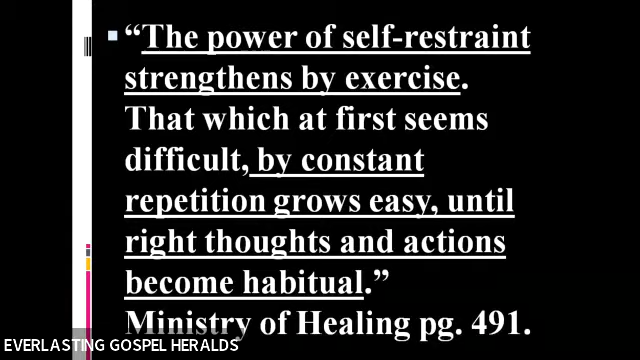 “The power of self-restraint
strengthens by exercise.
That which at first seems
difficult, by constant
repetition grows easy, until
right thoughts and actions
become habitual.”
Ministry of Healing pg. 491.
EVERLASTING GOSPEL HERALDS